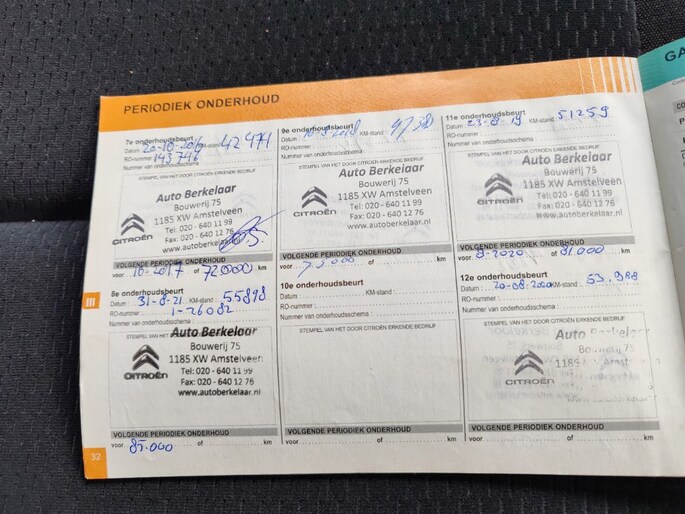 PERIODIEK ONDERHOUD
GA
7e onderhoudsbeurt
Datum : 20-10-2016 KM-stand : 42471
RO-nummer : 143746
Nummer van onderhoudsschema :
STEMPEL VAN HET DOOR CITROËN ERKENDE BEDRIJF
Auto Berkelaar
Bouwerij 75
1185 XW Amstelveen
Tel: 020 - 640 11 99
Fax: 020 - 640 12 76
www.autoberkelaar
CITROËN
VOLGENDE PERIODIEK ONDERHOUD
voor 10-2017 of 72000 km
8e onderhoudsbeurt
Datum : 31-8-21 KM-stand : 55898
RO-nummer : 1-26082
Nummer van onderhoudsschema :
STEMPEL VAN HET DOOR CITROËN ERKENDE BEDRIJF
Auto Berkelaar
Bouwerij 75
1185 XW Amstelveen
Tel: 020 - 640 11 99
Fax: 020 - 640 12 76
www.autoberkelaar.nl
CITROËN
VOLGENDE PERIODIEK ONDERHOUD
voor of km
85.000
9e onderhoudsbeurt
Datum : KM-stand :
RO-nummer :
Nummer van onderhoudsschema :
STEMPEL VAN HET DOOR CITROËN ERKENDE BEDRIJF
Auto Berkelaar
Bouwerij 75
1185 XW Amstelveen
Tel: 020 - 640 11 99
Fax: 020 - 640 12 76
www.autoberkelaar.nl
CITROËN
VOLGENDE PERIODIEK ONDERHOUD
voor of km
10e onderhoudsbeurt
Datum : KM-stand :
RO-nummer :
Nummer van onderhoudsschema :
STEMPEL VAN HET DOOR CITROËN ERKENDE BEDRIJF
VOLGENDE PERIODIEK ONDERHOUD
voor of km
11e onderhoudsbeurt
Datum : 23-8-19 KM-stand : 51259
RO-nummer :
Nummer van onderhoudsschema :
STEMPEL VAN HET DOOR CITROËN ERKENDE BEDRIJF
Auto Berkelaar
Bouwerij 75
1185 XW Amstelveen
Tel: 020 - 640 11 99
Fax: 020 - 640 12 76
www.autoberkelaar.nl
CITROËN
VOLGENDE PERIODIEK ONDERHOUD
voor 8-2020 of 81.000 km
12e onderhoudsbeurt
Datum : 20-08-2020 KM-stand : 53.988
RO-nummer :
Nummer van onderhoudsschema :
STEMPEL VAN HET DOOR CITROËN ERKENDE BEDRIJF
Auto
CITROËN
VOLGENDE PERIODIEK ONDERHOUD
voor of km
III
32